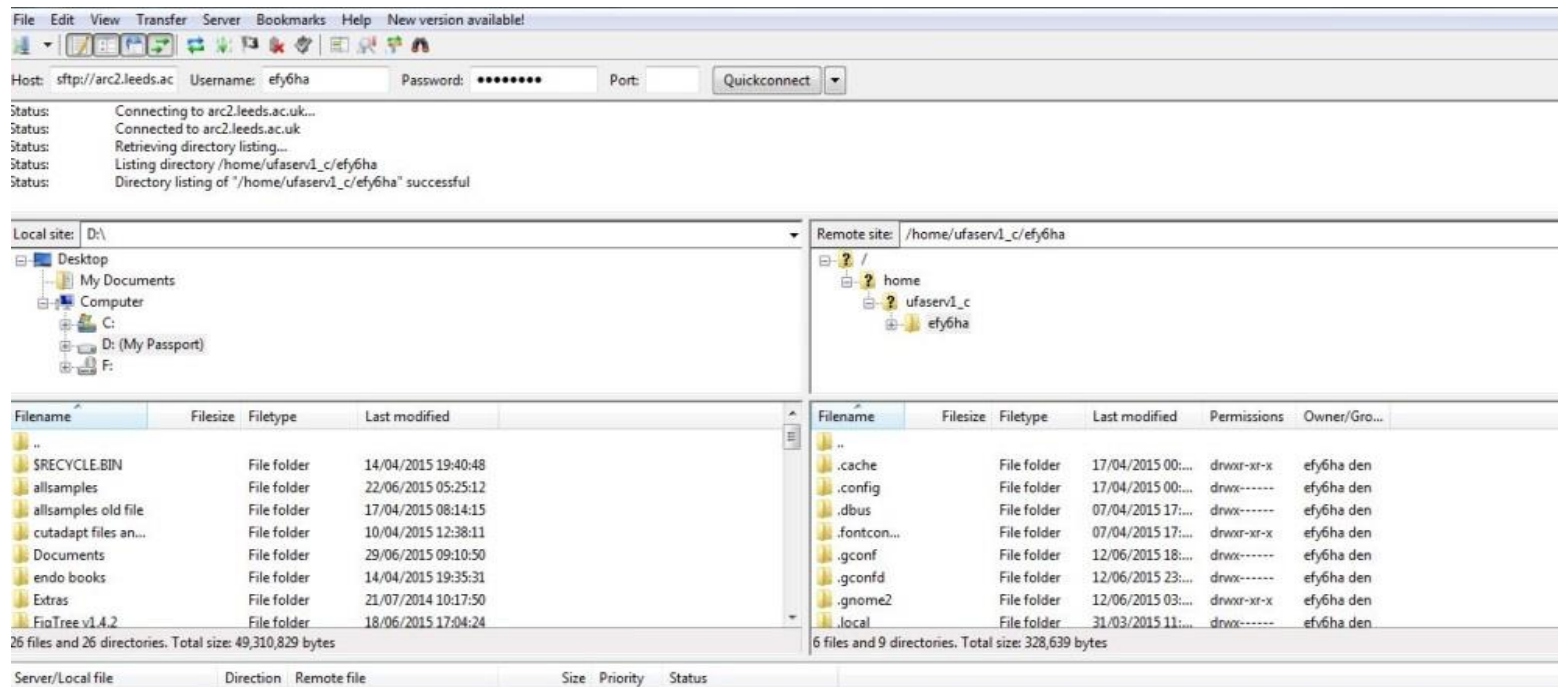 File Edit View Transfer Server Bookmarks Help New version available!
Host: sftp://arc2.leeds.ac Username: efy6ha Password: •••••••• Port: Quickconnect
Status: Connecting to arc2.leeds.ac.uk...
Status: Connected to arc2.leeds.ac.uk
Status: Retrieving directory listing...
Status: Listing directory /home/ufaserv1_c/efy6ha
Status: Directory listing of "/home/ufaserv1_c/efy6ha" successful
Local site: D:\
Desktop
My Documents
Computer
C:
D: (My Passport)
F:
Filename Filesize Filetype Last modified
..
$RECYCLE.BIN File folder 14/04/2015 19:40:48
allsamples File folder 22/06/2015 05:25:12
allsamples old file File folder 17/04/2015 08:14:15
cutadapt files an... File folder 10/04/2015 12:38:11
Documents File folder 29/06/2015 09:10:50
endo books File folder 14/04/2015 19:35:31
Extras File folder 21/07/2014 10:17:50
FigTree v1.4.2 File folder 18/06/2015 17:04:24
26 files and 26 directories. Total size: 49,310,829 bytes
Remote site: /home/ufaserv1_c/efy6ha
/
home
ufaserv1_c
efy6ha
Filename Filesize Filetype Last modified Permissions Owner/Gro...
..
.cache File folder 17/04/2015 00:... drwxr-xr-x efy6ha den
.config File folder 17/04/2015 00:... drwx------ efy6ha den
.dbus File folder 07/04/2015 17:... drwx------ efy6ha den
.fontcon... File folder 07/04/2015 17:... drwxr-xr-x efy6ha den
.gconf File folder 12/06/2015 18:... drwx------ efy6ha den
.gconfd File folder 12/06/2015 23:... drwx------ efy6ha den
.gnome2 File folder 12/06/2015 03:... drwxr-xr-x efy6ha den
.local File folder 31/03/2015 11:... drwx------ efy6ha den
6 files and 9 directories. Total size: 328,639 bytes
Server/Local file Direction Remote file Size Priority Status